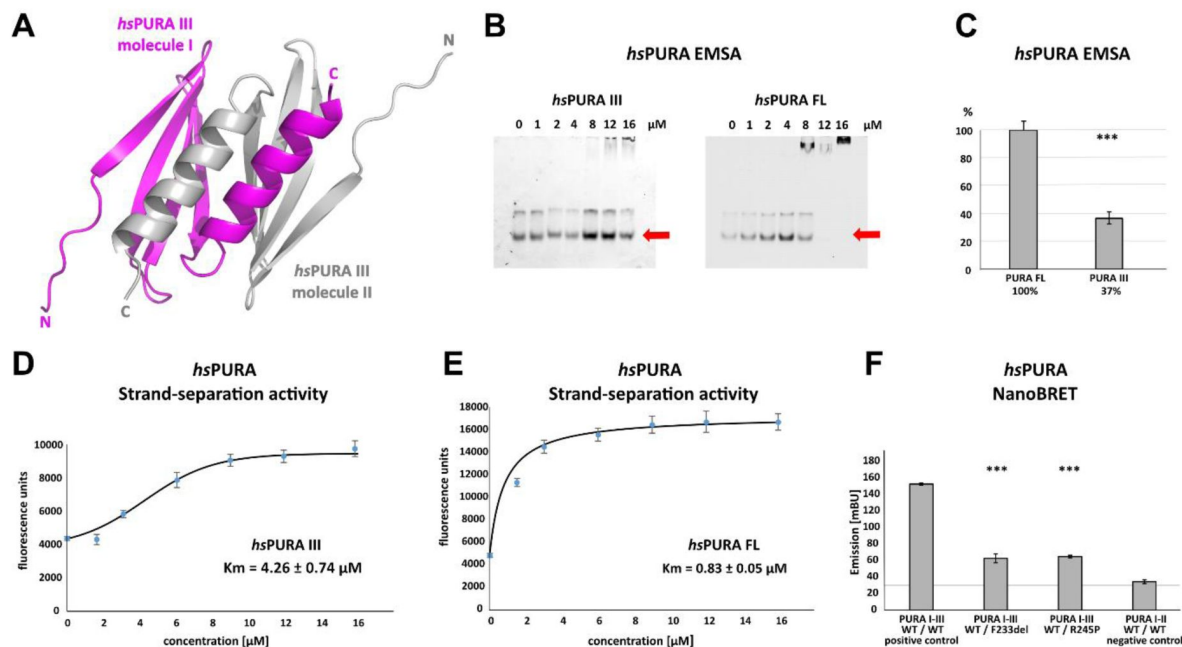 A
hsPURA III
molecule I
N
C
N
C
hsPURA III
molecule II
B
hsPURA EMSA
hsPURA III
0 1 2 4 8 12 16 μM
hsPURA FL
0 1 2 4 8 12 16 μM
C
hsPURA EMSA
%
100
80
60
40
20
0
***
PURA FL
100%
PURA III
37%
D
hsPURA
Strand-separation activity
fluorescence units
10000
8000
6000
4000
2000
0
hsPURA III
Km = 4.26 ± 0.74 μM
0 2 4 6 8 10 12 14 16
concentration [μM]
E
hsPURA
Strand-separation activity
fluorescence units
18000
16000
14000
12000
10000
8000
6000
4000
2000
0
hsPURA FL
Km = 0.83 ± 0.05 μM
0 2 4 6 8 10 12 14 16
concentration [μM]
F
hsPURA
NanoBRET
Emission [mBU]
180
160
140
120
100
80
60
40
20
0
*** ***
PURA I-III
WT / WT
positive control
PURA I-III
WT / F233del
PURA I-III
WT / R245P
PURA I-II
WT / WT
negative control